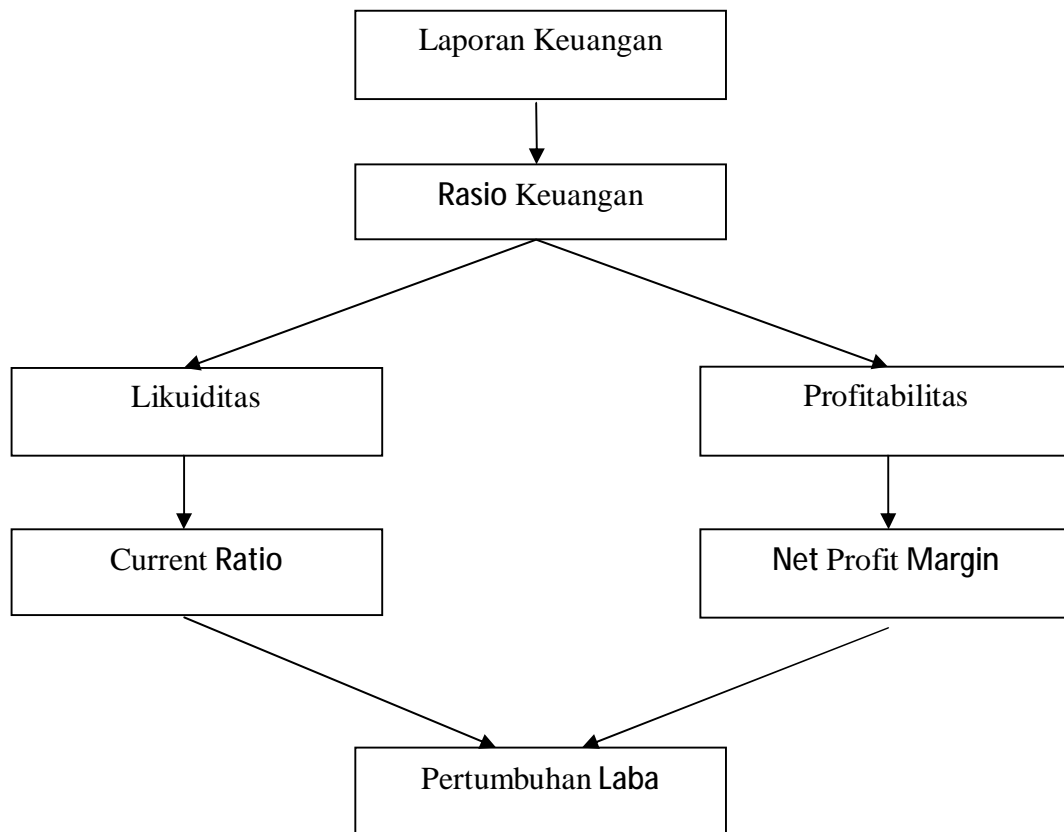 Laporan Keuangan
Rasio Keuangan
Likuiditas
Profitabilitas
Current Ratio
Net Profit Margin
Pertumbuhan Laba